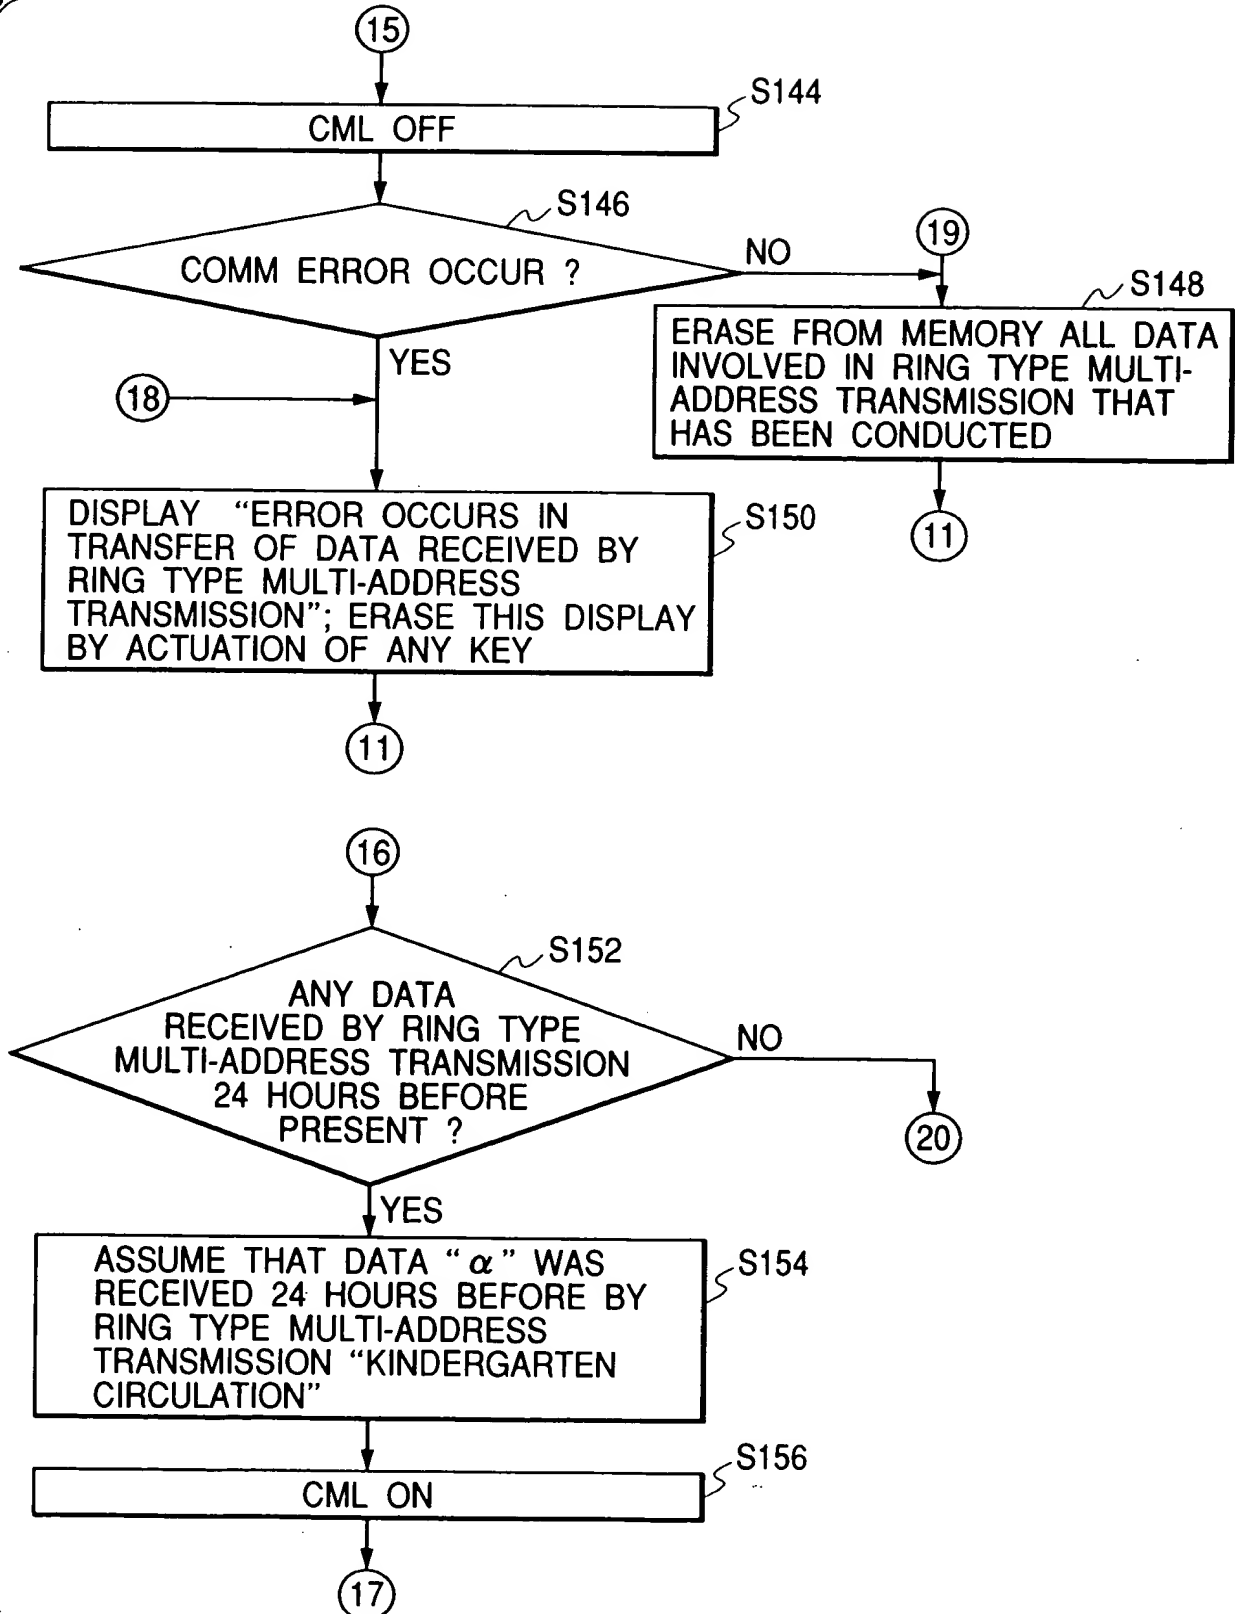 15
S144
CML OFF
S146
COMM ERROR OCCUR ?
NO
19
S148
ERASE FROM MEMORY ALL DATA
INVOLVED IN RING TYPE MULTI-
ADDRESS TRANSMISSION THAT
HAS BEEN CONDUCTED
11
YES
18
S150
DISPLAY “ERROR OCCURS IN
TRANSFER OF DATA RECEIVED BY
RING TYPE MULTI-ADDRESS
TRANSMISSION”; ERASE THIS DISPLAY
BY ACTUATION OF ANY KEY
11
16
S152
ANY DATA
RECEIVED BY RING TYPE
MULTI-ADDRESS TRANSMISSION
24 HOURS BEFORE
PRESENT ?
NO
20
YES
S154
ASSUME THAT DATA “α” WAS
RECEIVED 24 HOURS BEFORE BY
RING TYPE MULTI-ADDRESS
TRANSMISSION “KINDERGARTEN
CIRCULATION”
S156
CML ON
17